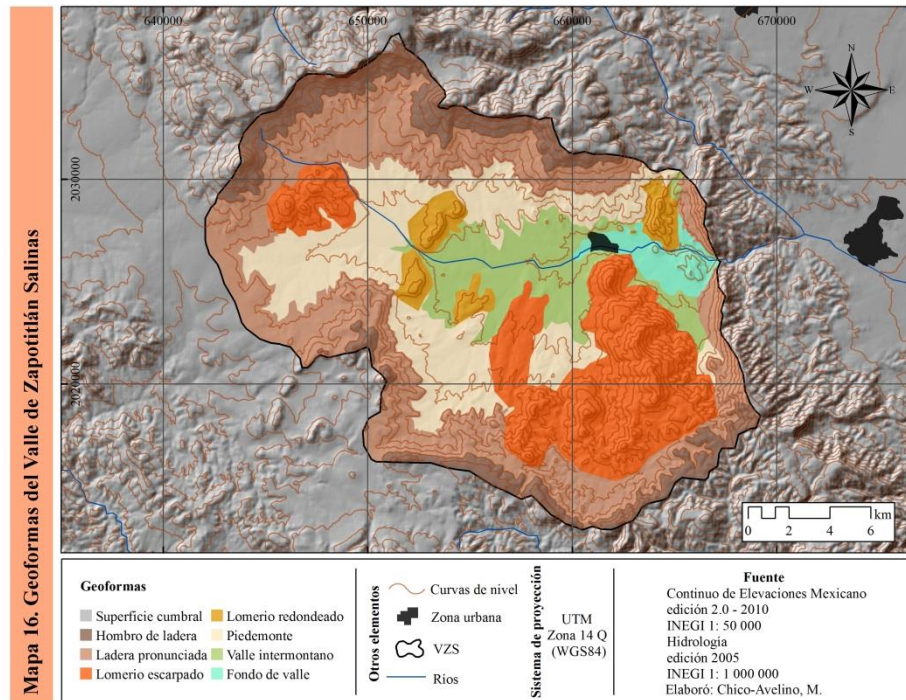 Mapa 16. Geoformas del Valle de Zapotitlán Salinas
640000
650000
660000
670000
N
W
E
S
2030000
2020000
0
2
4
6
km
Geoformas
Superficie cumbral
Hombro de ladera
Ladera pronunciada
Lomerio escarpado
Lomerio redondeado
Piedemonte
Valle intermontano
Fondo de valle
Otros elementos
Curvas de nivel
Zona urbana
VZS
Ríos
Sistema de proyección
UTM
Zona 14 Q
(WGS84)
Fuente
Continuo de Elevaciones Mexicano
edición 2.0 - 2010
INEGI 1: 50 000
Hidrología
edición 2005
INEGI 1: 1 000 000
Elaboró: Chico-Avelino, M.